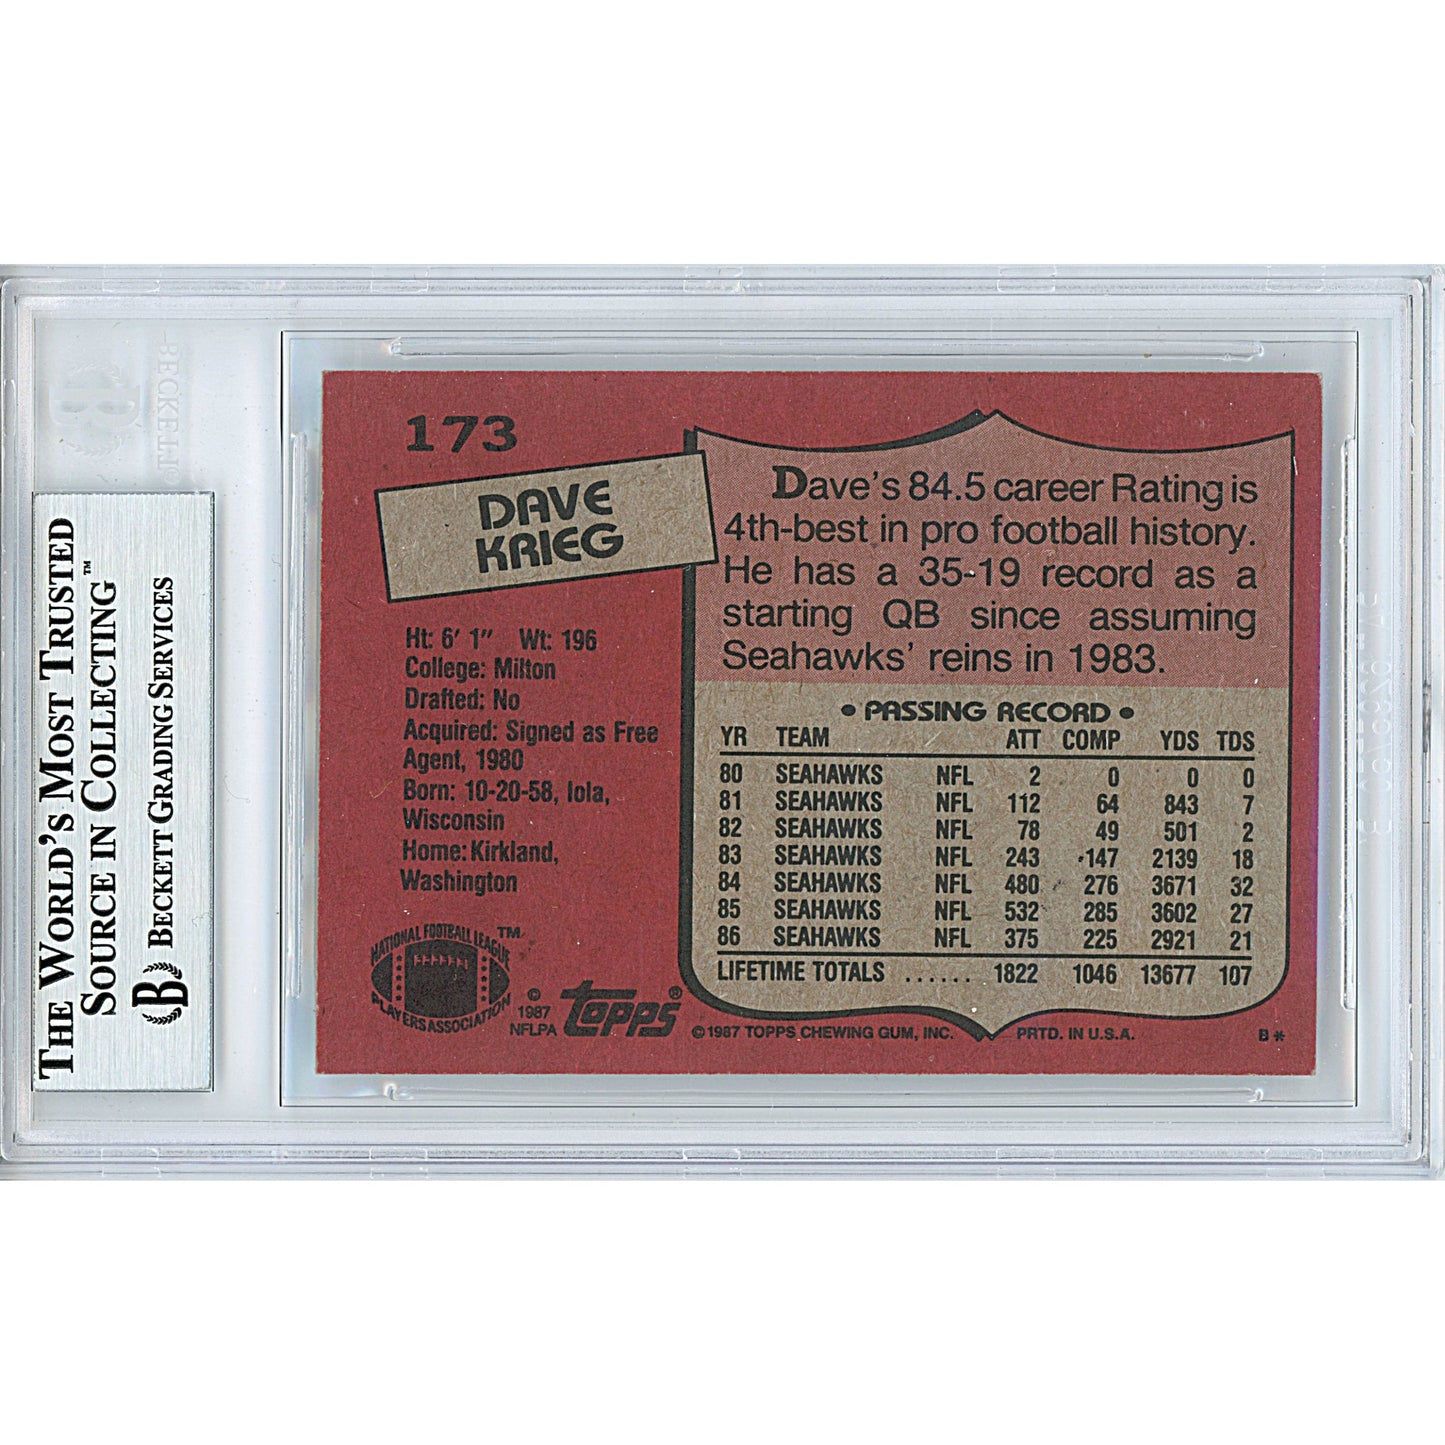 BECKETT
B
THE WORLD'S MOST TRUSTED
SOURCE IN COLLECTING™
B BECKETT GRADING SERVICES
173
DAVE
KRIEG
Ht: 6' 1" Wt: 196
College: Milton
Drafted: No
Acquired: Signed as Free
Agent, 1980
Born: 10-20-58, Iola,
Wisconsin
Home: Kirkland,
Washington
NATIONAL FOOTBALL LEAGUE ™
PLAYERS ASSOCIATION
© 1987
NFLPA
TOPPS®
Dave's 84.5 career Rating is
4th-best in pro football history.
He has a 35-19 record as a
starting QB since assuming
Seahawks' reins in 1983.
• PASSING RECORD •
YR TEAM ATT COMP YDS TDS
80 SEAHAWKS NFL 2 0 0 0
81 SEAHAWKS NFL 112 64 843 7
82 SEAHAWKS NFL 78 49 501 2
83 SEAHAWKS NFL 243 147 2139 18
84 SEAHAWKS NFL 480 276 3671 32
85 SEAHAWKS NFL 532 285 3602 27
86 SEAHAWKS NFL 375 225 2921 21
LIFETIME TOTALS ...... 1822 1046 13677 107
© 1987 TOPPS CHEWING GUM, INC. PRTD. IN U.S.A. B*